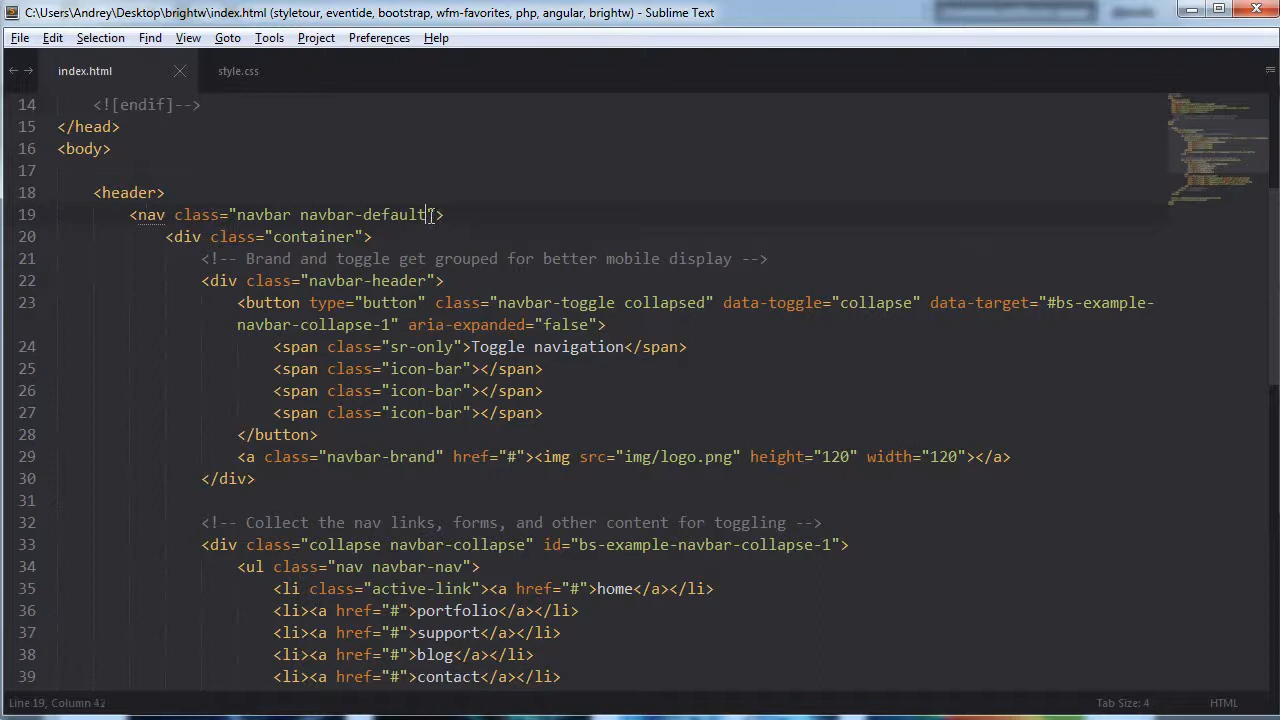 C:\Users\Andrey\Desktop\brightw\index.html (styletour, eventide, bootstrap, wfm-favorites, php, angular, brightw) - Sublime Text
File Edit Selection Find View Goto Tools Project Preferences Help
index.html style.css
14 <![endif]-->
15 </head>
16 <body>
17
18 <header>
19 <nav class="navbar navbar-default">
20 <div class="container">
21 <!-- Brand and toggle get grouped for better mobile display -->
22 <div class="navbar-header">
23 <button type="button" class="navbar-toggle collapsed" data-toggle="collapse" data-target="#bs-example-
navbar-collapse-1" aria-expanded="false">
24 <span class="sr-only">Toggle navigation</span>
25 <span class="icon-bar"></span>
26 <span class="icon-bar"></span>
27 <span class="icon-bar"></span>
28 </button>
29 <a class="navbar-brand" href="#"><img src="img/logo.png" height="120" width="120"></a>
30 </div>
31
32 <!-- Collect the nav links, forms, and other content for toggling -->
33 <div class="collapse navbar-collapse" id="bs-example-navbar-collapse-1">
34 <ul class="nav navbar-nav">
35 <li class="active-link"><a href="#">home</a></li>
36 <li><a href="#">portfolio</a></li>
37 <li><a href="#">support</a></li>
38 <li><a href="#">blog</a></li>
39 <li><a href="#">contact</a></li>
Line 19, Column 42 Tab Size: 4 HTML